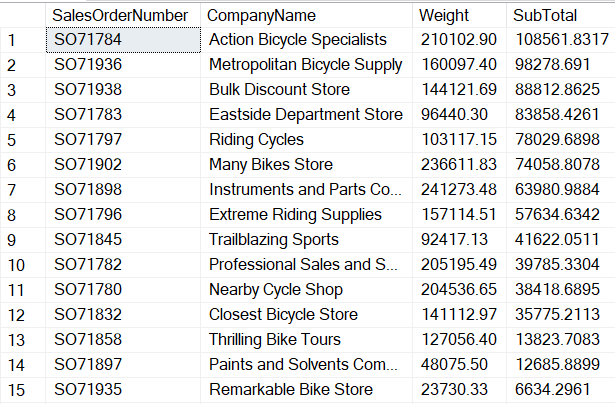 SalesOrderNumber CompanyName Weight SubTotal
1 SO71784 Action Bicycle Specialists 210102.90 108561.8317
2 SO71936 Metropolitan Bicycle Supply 160097.40 98278.691
3 SO71938 Bulk Discount Store 144121.69 88812.8625
4 SO71783 Eastside Department Store 96440.30 83858.4261
5 SO71797 Riding Cycles 103117.15 78029.6898
6 SO71902 Many Bikes Store 236611.83 74058.8078
7 SO71898 Instruments and Parts Co... 241273.48 63980.9884
8 SO71796 Extreme Riding Supplies 157114.51 57634.6342
9 SO71845 Trailblazing Sports 92417.13 41622.0511
10 SO71782 Professional Sales and S... 205195.49 39785.3304
11 SO71780 Nearby Cycle Shop 204536.65 38418.6895
12 SO71832 Closest Bicycle Store 141112.97 35775.2113
13 SO71858 Thrilling Bike Tours 127056.40 13823.7083
14 SO71897 Paints and Solvents Com... 48075.50 12685.8899
15 SO71935 Remarkable Bike Store 23730.33 6634.2961